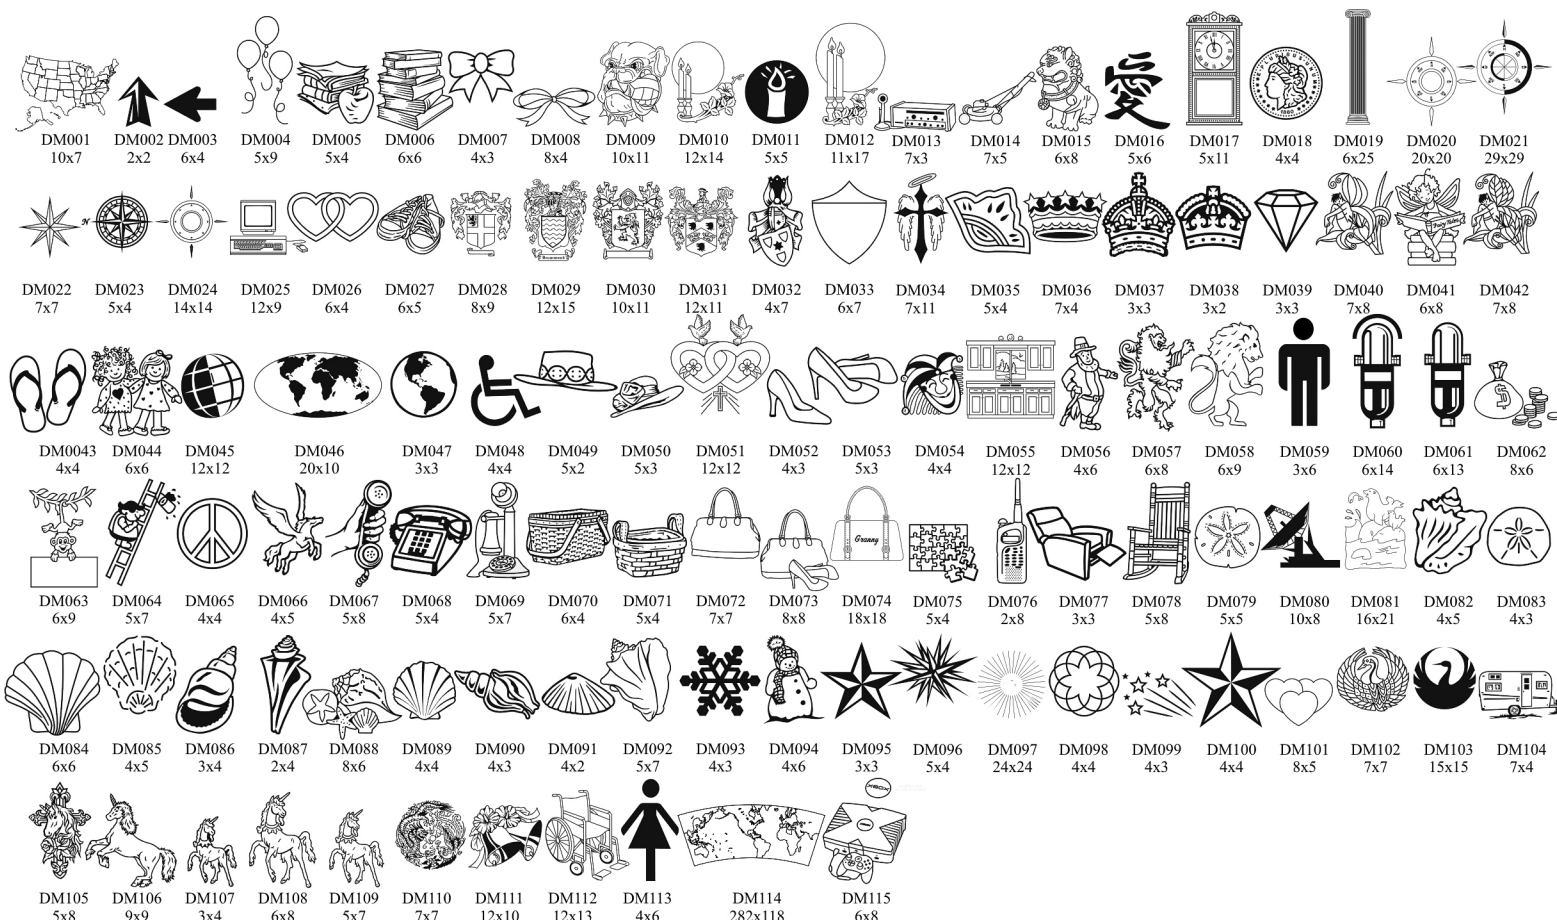 愛
DM001 DM002 DM003 DM004 DM005 DM006 DM007 DM008 DM009 DM010 DM011 DM012 DM013 DM014 DM015 DM016 DM017 DM018 DM019 DM020 DM021
10x7 2x2 6x4 5x9 5x4 6x6 4x3 8x4 10x11 12x14 5x5 11x17 7x3 7x5 6x8 5x6 5x11 4x4 6x25 20x20 29x29
N
DM022 DM023 DM024 DM025 DM026 DM027 DM028 DM029 DM030 DM031 DM032 DM033 DM034 DM035 DM036 DM037 DM038 DM039 DM040 DM041 DM042
7x7 5x4 14x14 12x9 6x4 6x5 8x9 12x15 10x11 12x11 4x7 6x7 7x11 5x4 7x4 3x3 3x2 3x3 7x8 6x8 7x8
DM0043 DM044 DM045 DM046 DM047 DM048 DM049 DM050 DM051 DM052 DM053 DM054 DM055 DM056 DM057 DM058 DM059 DM060 DM061 DM062
4x4 6x6 12x12 20x10 3x3 4x4 5x2 5x3 12x12 4x3 5x3 4x4 12x12 4x6 6x8 6x9 3x6 6x14 6x13 8x6
Granny
DM063 DM064 DM065 DM066 DM067 DM068 DM069 DM070 DM071 DM072 DM073 DM074 DM075 DM076 DM077 DM078 DM079 DM080 DM081 DM082 DM083
6x9 5x7 4x4 4x5 5x8 5x4 5x7 6x4 5x4 7x7 8x8 18x18 5x4 2x8 3x3 5x8 5x5 10x8 16x21 4x5 4x3
DM084 DM085 DM086 DM087 DM088 DM089 DM090 DM091 DM092 DM093 DM094 DM095 DM096 DM097 DM098 DM099 DM100 DM101 DM102 DM103 DM104
6x6 4x5 3x4 2x4 8x6 4x4 4x3 4x2 5x7 4x3 4x6 3x3 5x4 24x24 4x4 4x3 4x4 8x5 7x7 15x15 7x4
XBOX
DM105 DM106 DM107 DM108 DM109 DM110 DM111 DM112 DM113 DM114 DM115
5x8 9x9 3x4 6x8 5x7 7x7 12x10 12x13 4x6 282x118 6x8